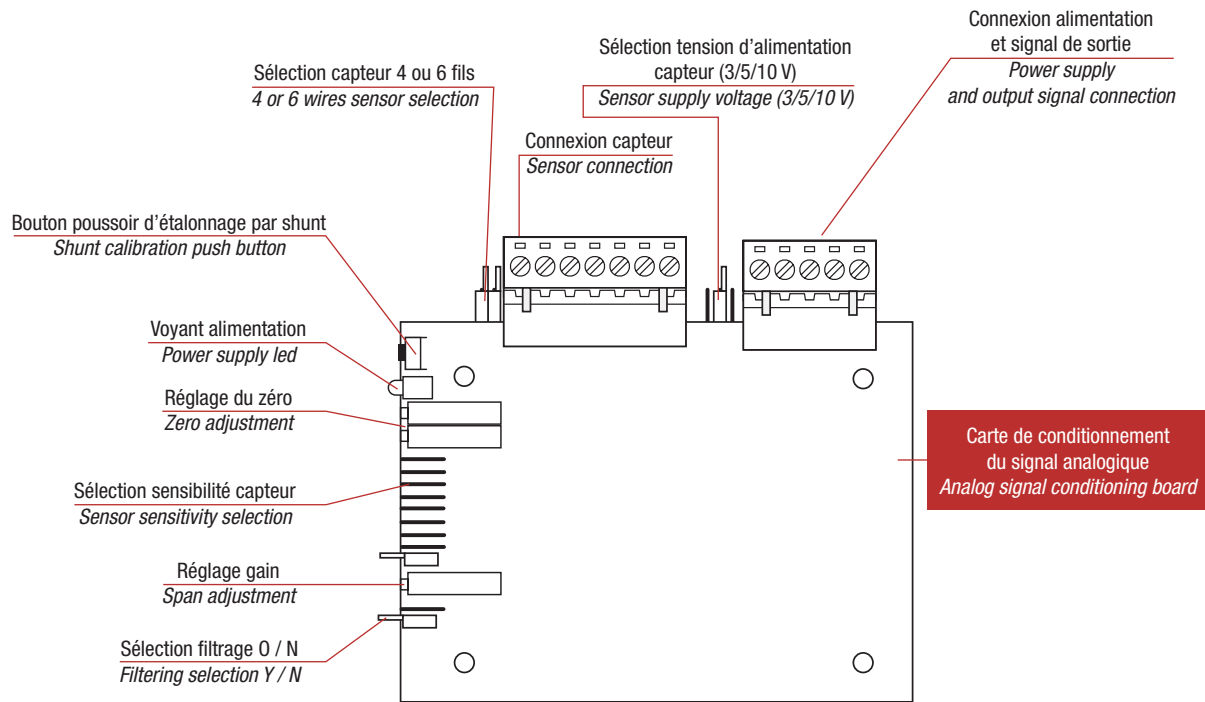 Connexion alimentation
et signal de sortie
Power supply
and output signal connection
Sélection tension d'alimentation
capteur (3/5/10 V)
Sensor supply voltage (3/5/10 V)
Sélection capteur 4 ou 6 fils
4 or 6 wires sensor selection
Connexion capteur
Sensor connection
Bouton poussoir d'étalonnage par shunt
Shunt calibration push button
Voyant alimentation
Power supply led
Réglage du zéro
Zero adjustment
Carte de conditionnement
du signal analogique
Analog signal conditioning board
Sélection sensibilité capteur
Sensor sensitivity selection
Réglage gain
Span adjustment
Sélection filtrage O / N
Filtering selection Y / N